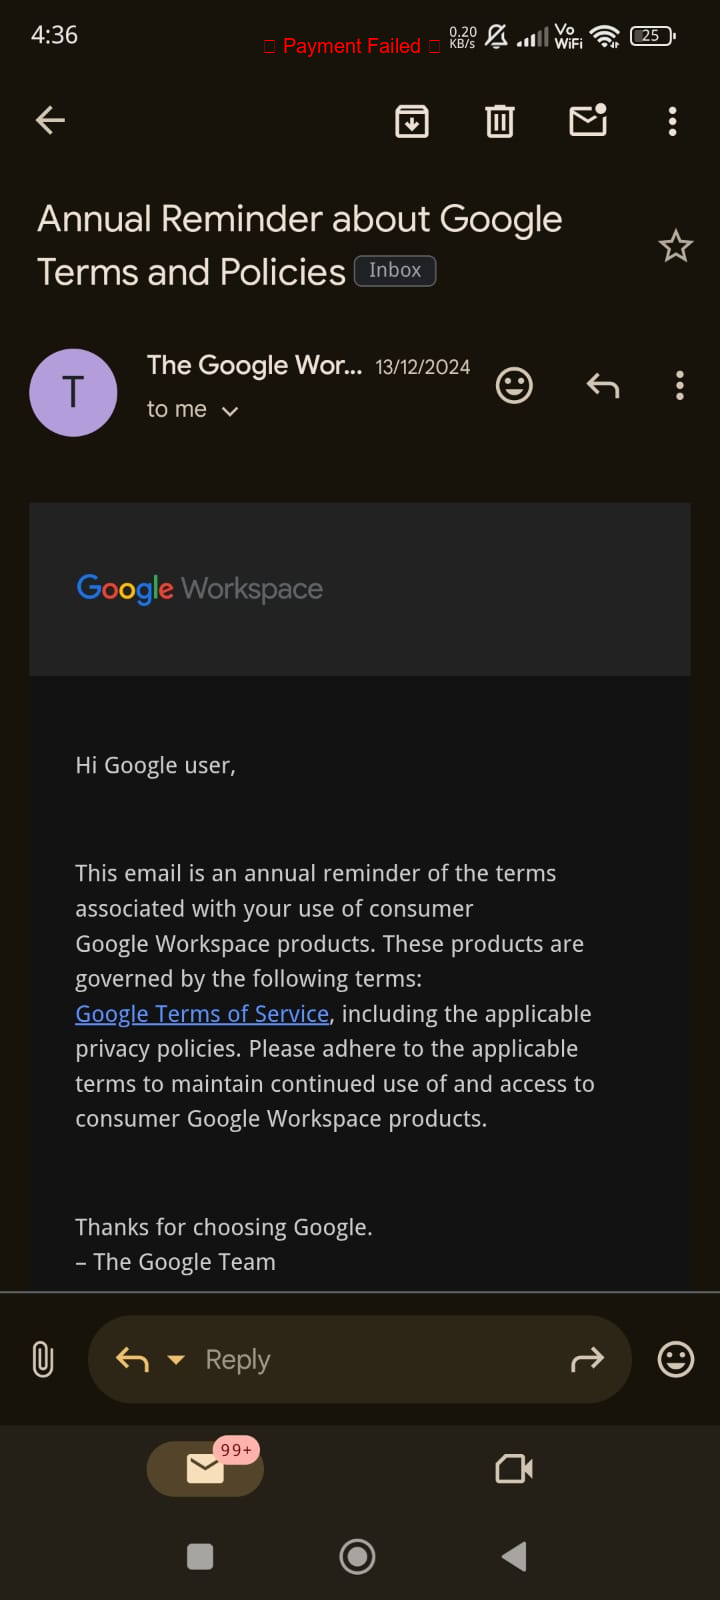 4:36
Payment Failed
0.20
KB/s
Vo
WiFi
25
Annual Reminder about Google
Terms and Policies Inbox
T
The Google Wor... 13/12/2024
to me
Google Workspace
Hi Google user,
This email is an annual reminder of the terms
associated with your use of consumer
Google Workspace products. These products are
governed by the following terms:
Google Terms of Service, including the applicable
privacy policies. Please adhere to the applicable
terms to maintain continued use of and access to
consumer Google Workspace products.
Thanks for choosing Google.
– The Google Team
Reply
99+